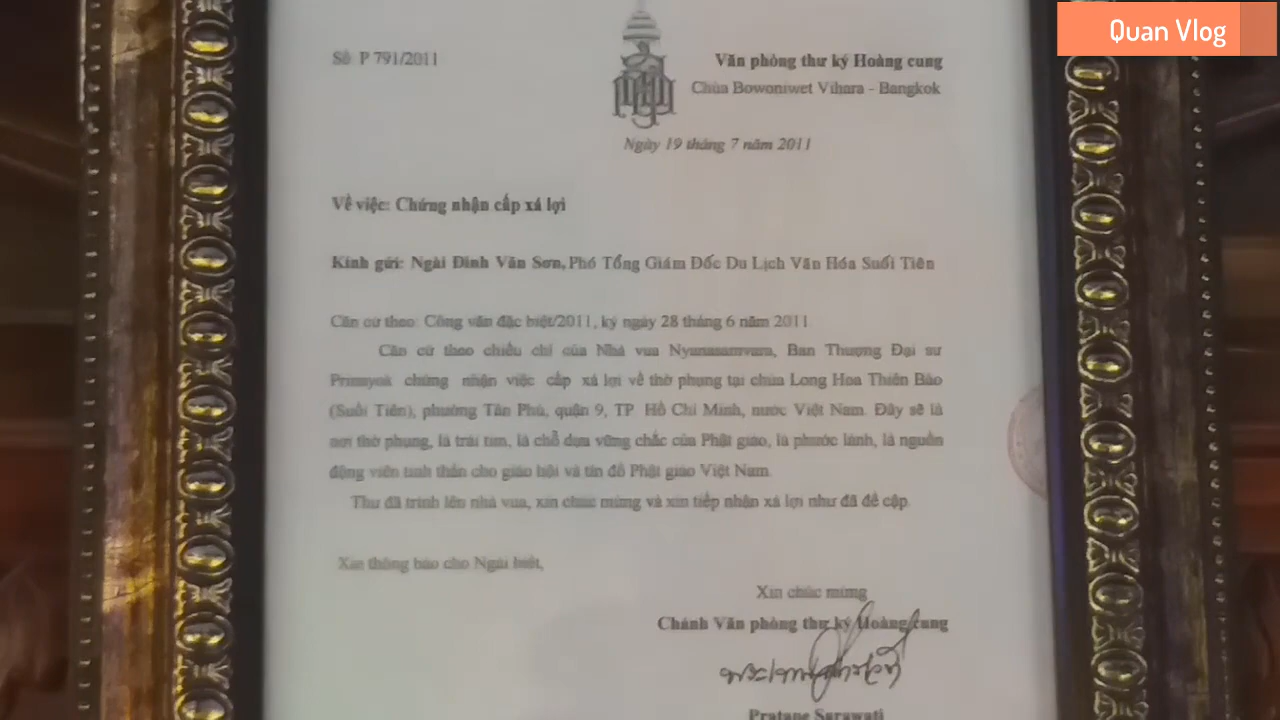 Quan Vlog
Số: P 791/2011
Văn phòng thư ký Hoàng cung
Chùa Bowoniwet Vihara - Bangkok
Ngày 19 tháng 7 năm 2011
Về việc: Chứng nhận cấp xá lợi
Kính gửi: Ngài Đinh Văn Sơn, Phó Tổng Giám Đốc Du Lịch Văn Hóa Suối Tiên
Căn cứ theo: Công văn đặc biệt/2011, ký ngày 28 tháng 6 năm 2011
Căn cứ theo chiếu chỉ của Nhà vua Nyanasamvara, Ban Thượng Đại sư
Prinayok chứng nhận việc cấp xá lợi về thờ phụng tại chùa Long Hoa Thiên Bảo
(Suối Tiên), phường Tân Phú, quận 9, TP Hồ Chí Minh, nước Việt Nam. Đây sẽ là
nơi thờ phụng, là trái tim, là chỗ dựa vững chắc của Phật giáo, là phước lành, là nguồn
động viên tinh thần cho giáo hội và tín đồ Phật giáo Việt Nam.
Thư đã trình lên nhà vua, xin chúc mừng và xin tiếp nhận xá lợi như đã đề cập.
Xin thông báo cho Ngài biết,
Xin chúc mừng
Chánh Văn phòng thư ký Hoàng cung
Pratane Sarawati